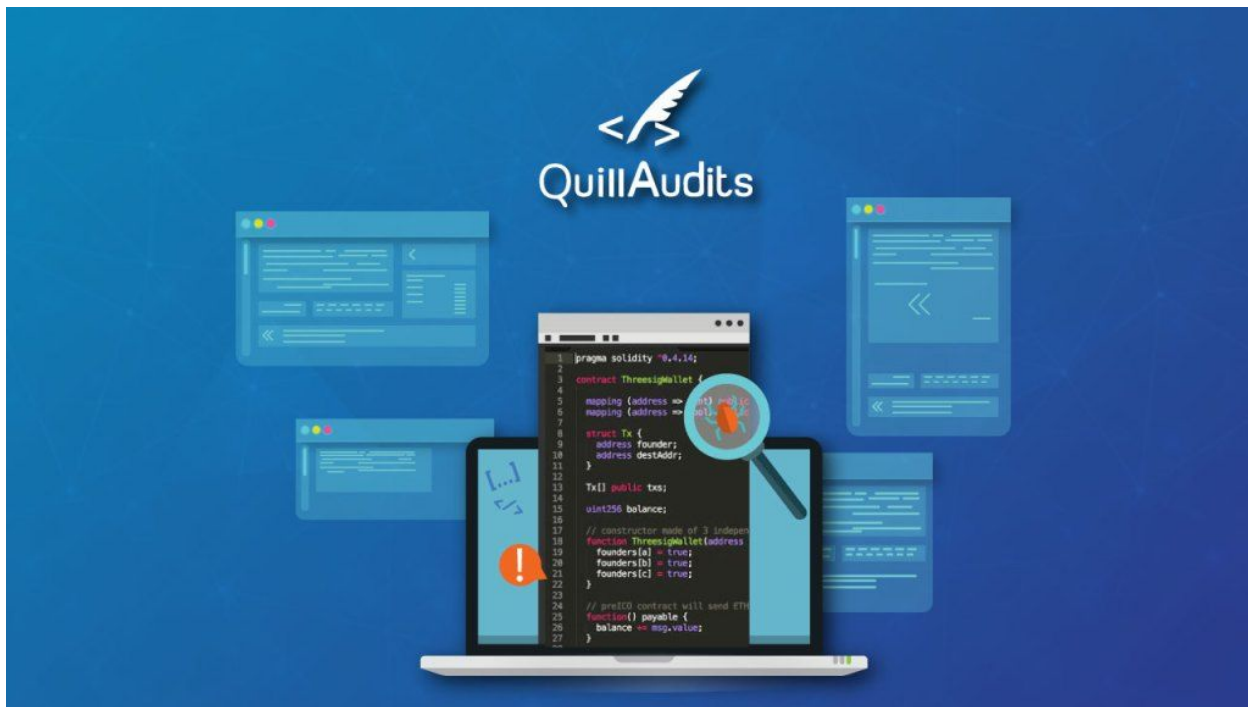 </>
QuillAudits
1 pragma solidity ^0.4.14;
2
3 contract ThreesigWallet {
4
5 mapping (address => public
6 mapping (address =>
7
8 struct Tx {
9 address founder;
10 address destAddr;
11 }
12
13 Tx[] public txs;
14
15 uint256 balance;
16
17 // constructor made of 3 indepen
18 function ThreesigWallet(address
19 founders[a] = true;
20 founders[b] = true;
21 founders[c] = true;
22 }
23
24 // preICO contract will send ETH
25 function() payable {
26 balance += msg.value;
27 }
[...]
</>
!